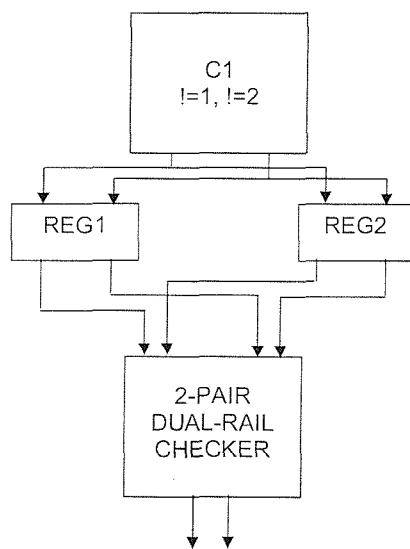 C1
!=1, !=2
REG1
REG2
2-PAIR
DUAL-RAIL
CHECKER